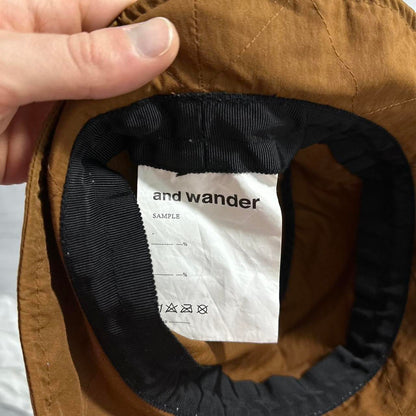 and wander
SAMPLE
-
--%
--%